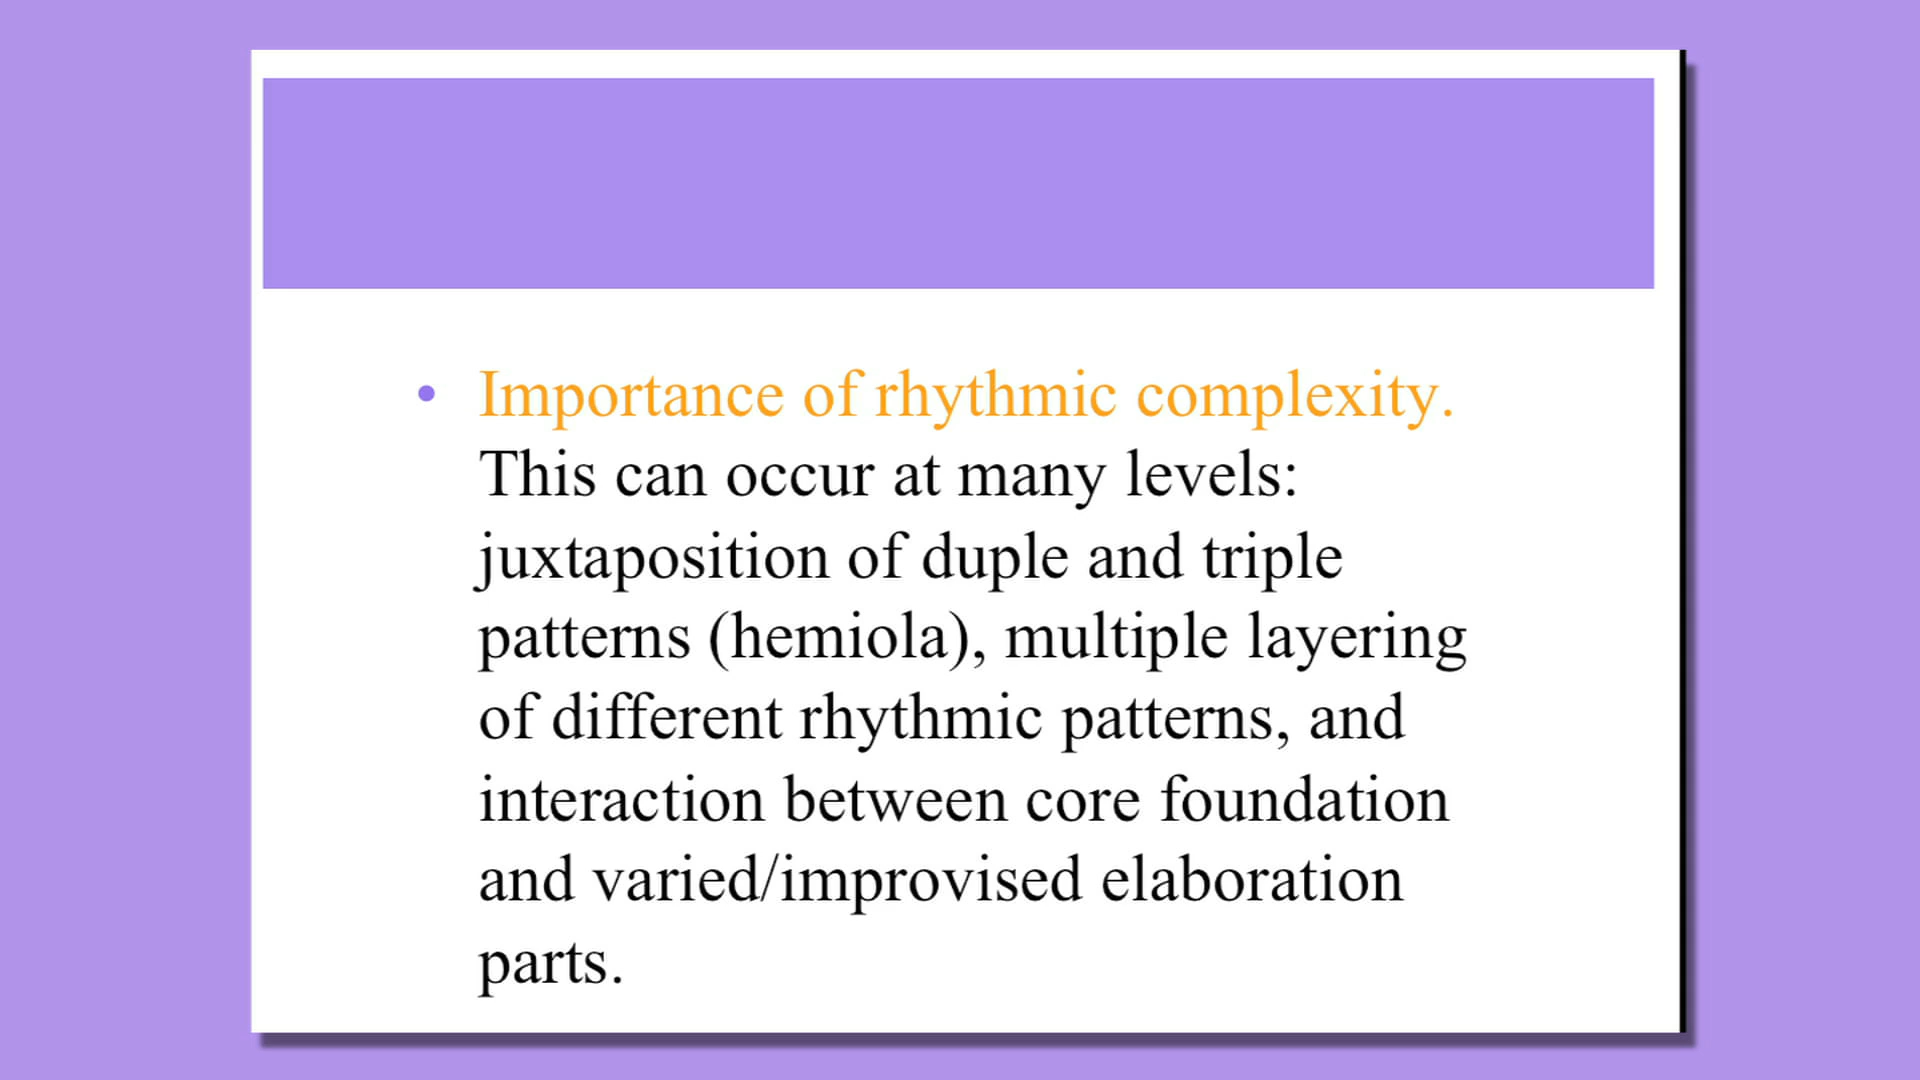 • Importance of rhythmic complexity.
This can occur at many levels:
juxtaposition of duple and triple
patterns (hemiola), multiple layering
of different rhythmic patterns, and
interaction between core foundation
and varied/improvised elaboration
parts.